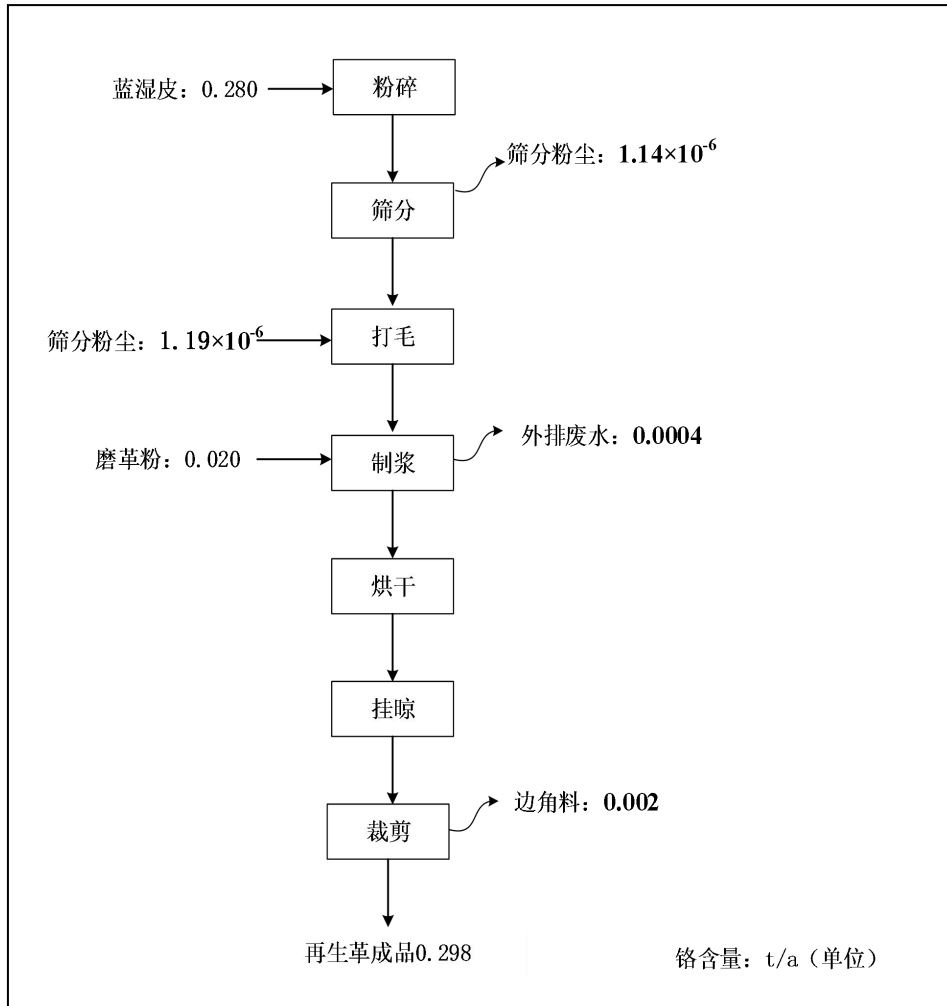 蓝湿皮：0.280
粉碎
筛分粉尘：1.14×10⁻⁶
筛分
筛分粉尘：1.19×10⁻⁶
打毛
外排废水：0.0004
磨革粉：0.020
制浆
烘干
挂晾
边角料：0.002
裁剪
再生革成品0.298
铬含量：t/a（单位）